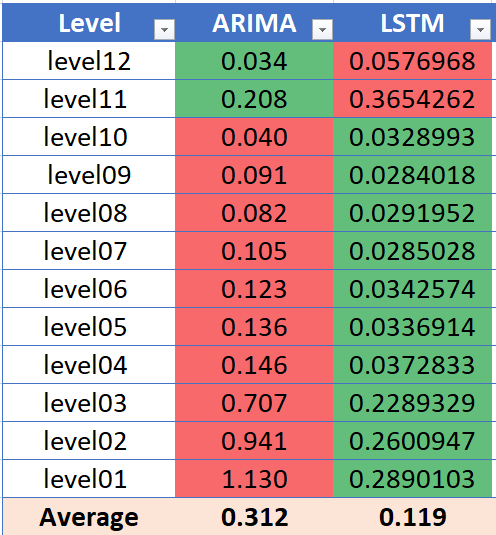 Level ARIMA LSTM
level12 0.034 0.0576968
level11 0.208 0.3654262
level10 0.040 0.0328993
level09 0.091 0.0284018
level08 0.082 0.0291952
level07 0.105 0.0285028
level06 0.123 0.0342574
level05 0.136 0.0336914
level04 0.146 0.0372833
level03 0.707 0.2289329
level02 0.941 0.2600947
level01 1.130 0.2890103
Average 0.312 0.119